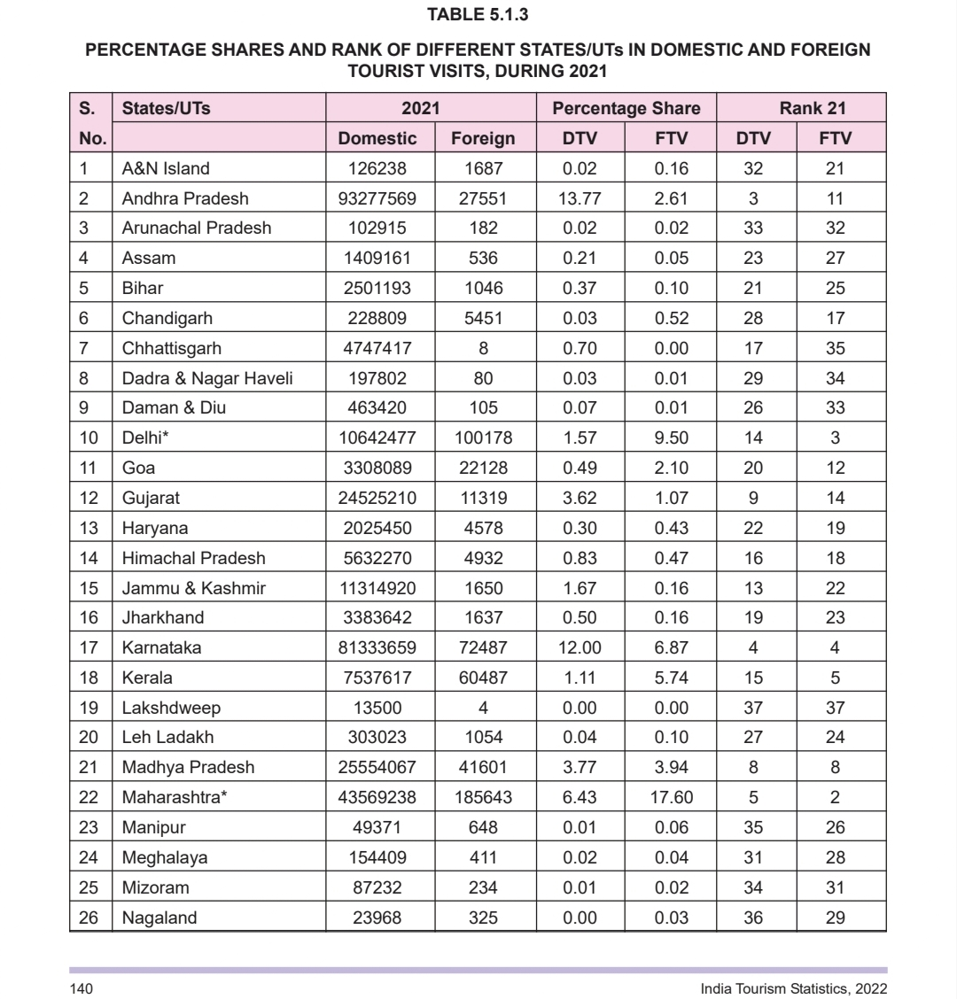 TABLE 5.1.3
PERCENTAGE SHARES AND RANK OF DIFFERENT STATES/UTs IN DOMESTIC AND FOREIGN
TOURIST VISITS, DURING 2021
S. States/UTs 2021 Percentage Share Rank 21
No. Domestic Foreign DTV FTV DTV FTV
1 A&N Island 126238 1687 0.02 0.16 32 21
2 Andhra Pradesh 93277569 27551 13.77 2.61 3 11
3 Arunachal Pradesh 102915 182 0.02 0.02 33 32
4 Assam 1409161 536 0.21 0.05 23 27
5 Bihar 2501193 1046 0.37 0.10 21 25
6 Chandigarh 228809 5451 0.03 0.52 28 17
7 Chhattisgarh 4747417 8 0.70 0.00 17 35
8 Dadra & Nagar Haveli 197802 80 0.03 0.01 29 34
9 Daman & Diu 463420 105 0.07 0.01 26 33
10 Delhi* 10642477 100178 1.57 9.50 14 3
11 Goa 3308089 22128 0.49 2.10 20 12
12 Gujarat 24525210 11319 3.62 1.07 9 14
13 Haryana 2025450 4578 0.30 0.43 22 19
14 Himachal Pradesh 5632270 4932 0.83 0.47 16 18
15 Jammu & Kashmir 11314920 1650 1.67 0.16 13 22
16 Jharkhand 3383642 1637 0.50 0.16 19 23
17 Karnataka 81333659 72487 12.00 6.87 4 4
18 Kerala 7537617 60487 1.11 5.74 15 5
19 Lakshdweep 13500 4 0.00 0.00 37 37
20 Leh Ladakh 303023 1054 0.04 0.10 27 24
21 Madhya Pradesh 25554067 41601 3.77 3.94 8 8
22 Maharashtra* 43569238 185643 6.43 17.60 5 2
23 Manipur 49371 648 0.01 0.06 35 26
24 Meghalaya 154409 411 0.02 0.04 31 28
25 Mizoram 87232 234 0.01 0.02 34 31
26 Nagaland 23968 325 0.00 0.03 36 29
140 India Tourism Statistics, 2022